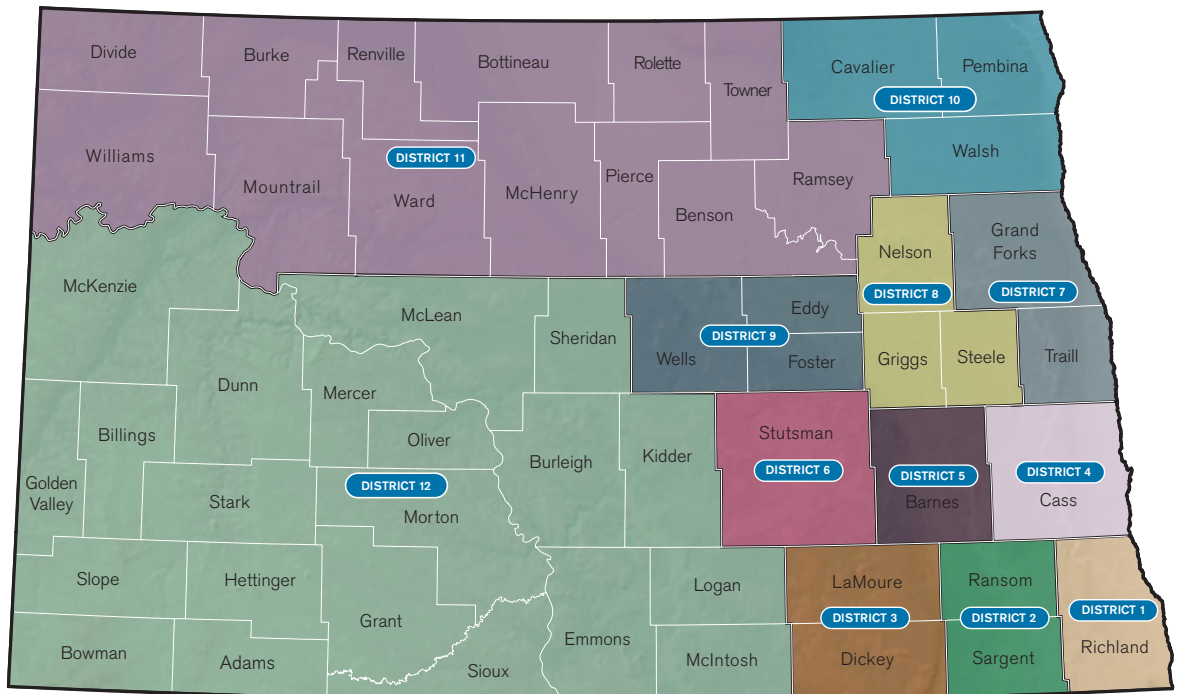 Divide
Burke
Renville
Bottineau
Rolette
Towner
Cavalier
Pembina
DISTRICT 10
Williams
Mountrail
DISTRICT 11
Ward
McHenry
Pierce
Benson
Ramsey
Walsh
Nelson
Grand
Forks
DISTRICT 8
DISTRICT 7
McKenzie
McLean
Sheridan
Eddy
DISTRICT 9
Wells
Foster
Griggs
Steele
Traill
Dunn
Mercer
Billings
Oliver
Burleigh
Kidder
Stutsman
DISTRICT 6
DISTRICT 5
Barnes
DISTRICT 4
Cass
Golden
Valley
Stark
DISTRICT 12
Morton
Slope
Hettinger
Grant
Logan
LaMoure
Ransom
DISTRICT 3
DISTRICT 2
DISTRICT 1
Richland
Bowman
Adams
Sioux
Emmons
McIntosh
Dickey
Sargent